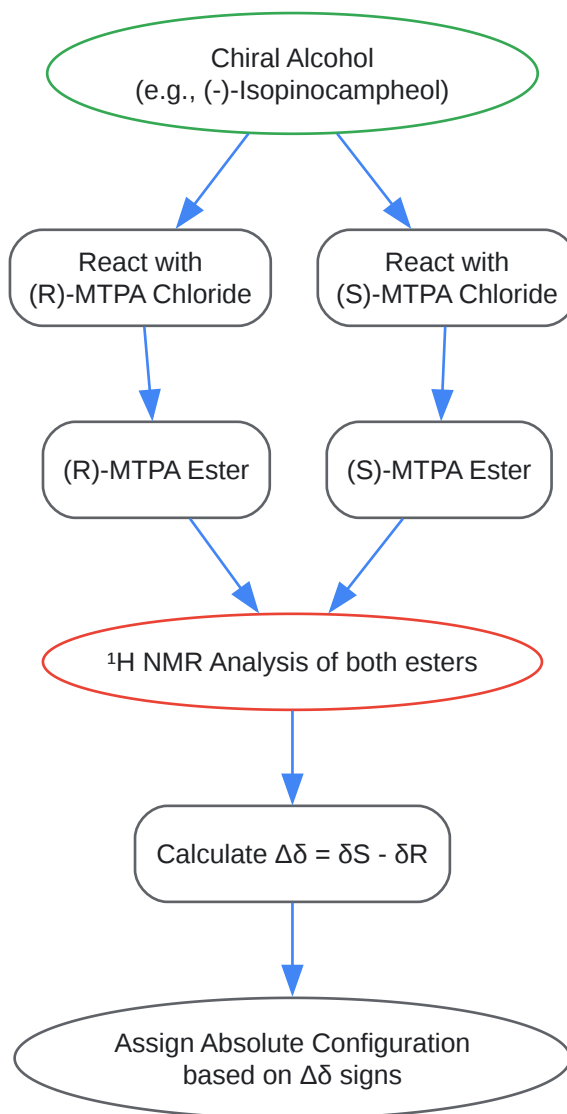 Chiral Alcohol
(e.g., (-)-Isopinocampheol)
React with
(R)-MTPA Chloride
React with
(S)-MTPA Chloride
(R)-MTPA Ester
(S)-MTPA Ester
¹H NMR Analysis of both esters
Calculate Δδ = δS - δR
Assign Absolute Configuration
based on Δδ signs